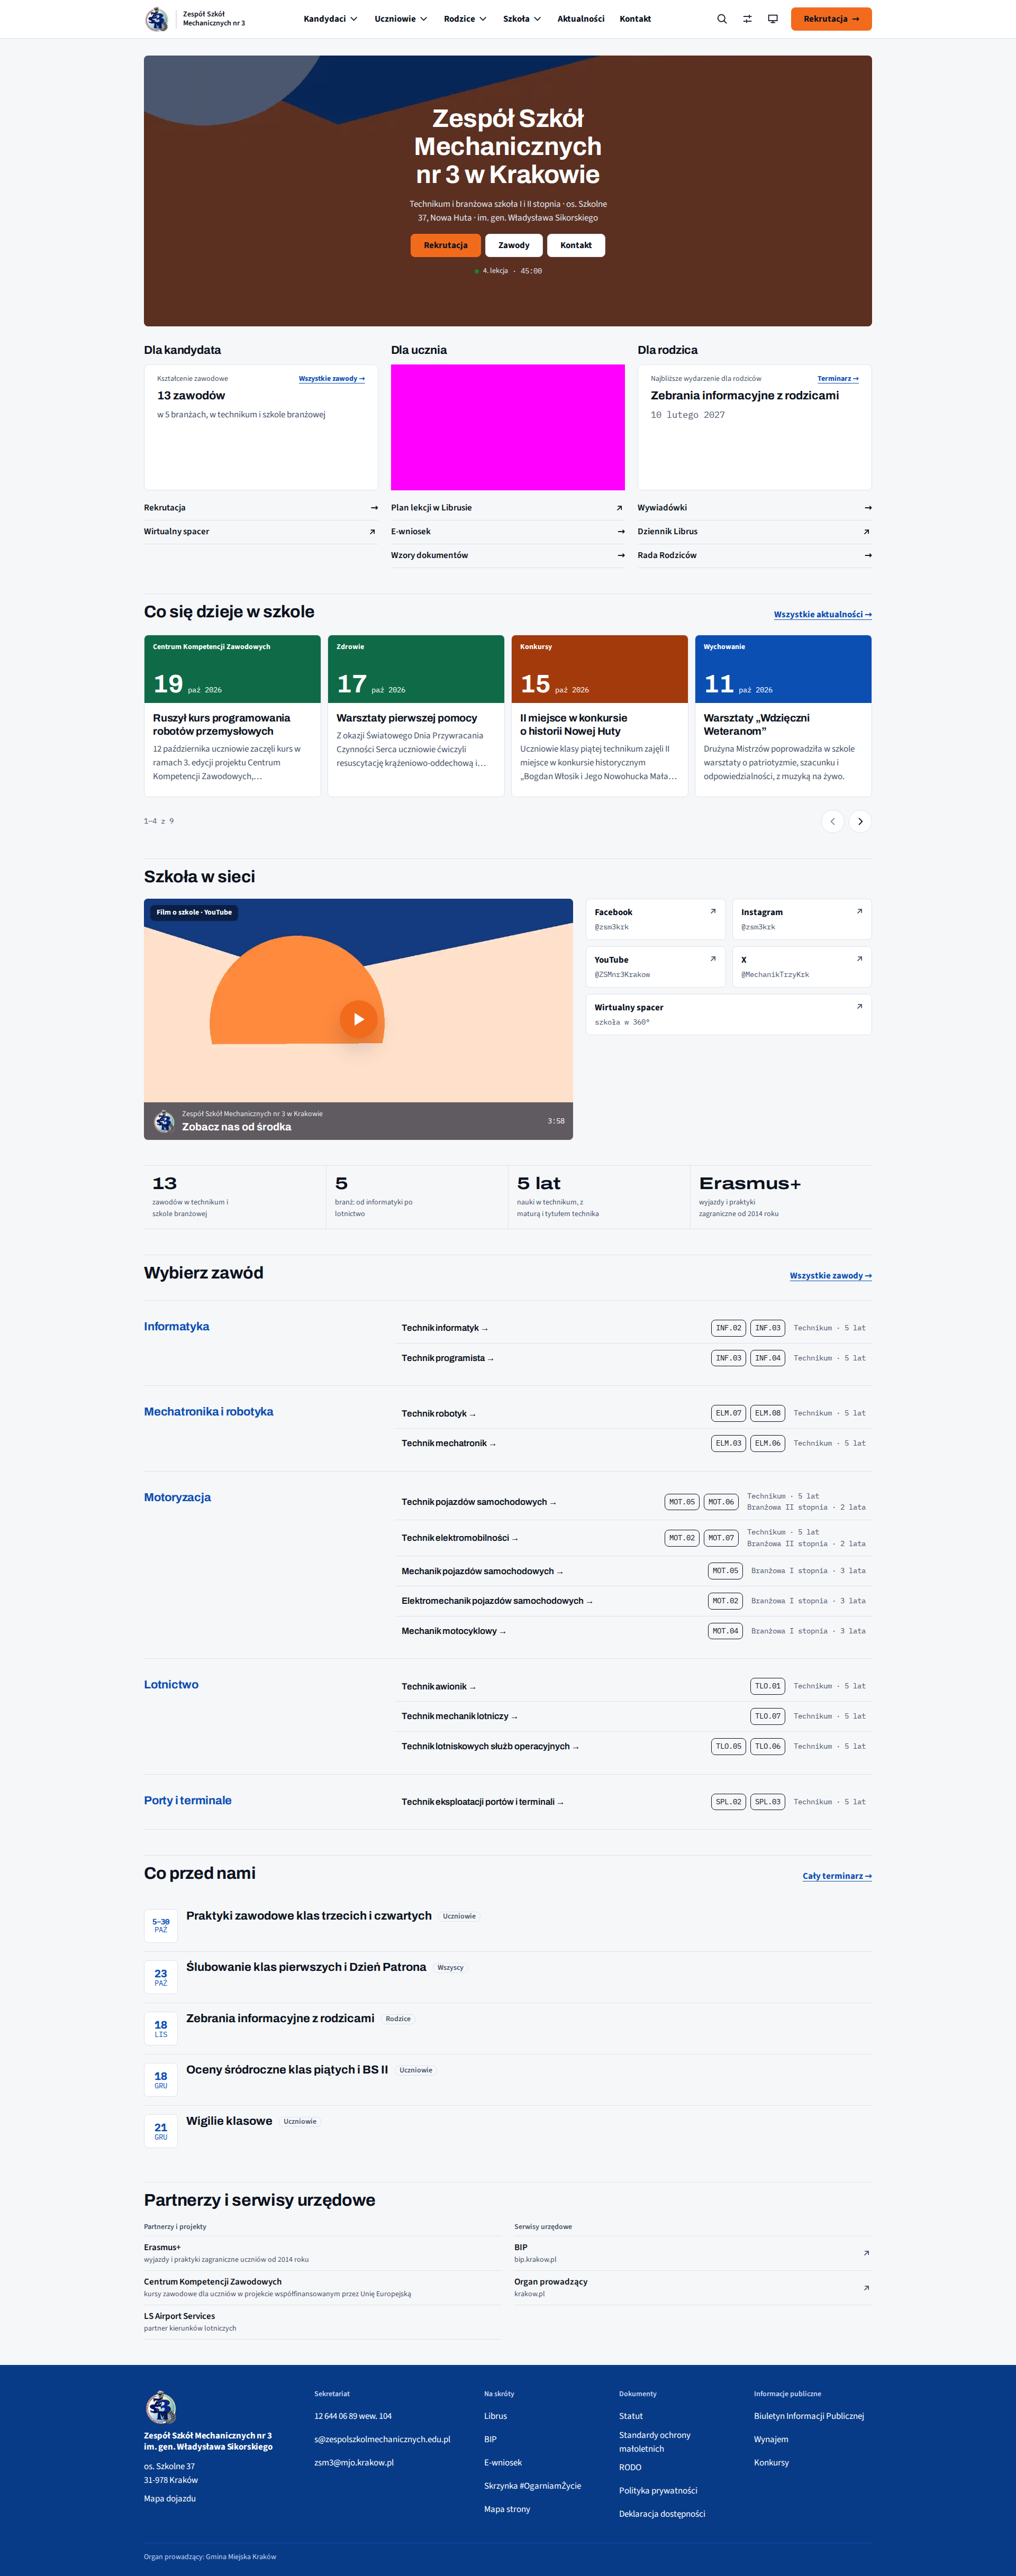 Zespół Szkół
Mechanicznych nr 3
Kandydaci
Uczniowie
Rodzice
Szkoła
Aktualności
Kontakt
Rekrutacja →
Zespół Szkół
Mechanicznych
nr 3 w Krakowie
Technikum i branżowa szkoła I i II stopnia · os. Szkolne
37, Nowa Huta · im. gen. Władysława Sikorskiego
Rekrutacja
Zawody
Kontakt
4. lekcja · 45:00
Dla kandydata
Kształcenie zawodowe
Wszystkie zawody →
13 zawodów
w 5 branżach, w technikum i szkole branżowej
Rekrutacja →
Wirtualny spacer ↗
Dla ucznia
Plan lekcji w Librusie ↗
E-wniosek →
Wzory dokumentów →
Dla rodzica
Najbliższe wydarzenie dla rodziców
Terminarz →
Zebrania informacyjne z rodzicami
10 lutego 2027
Wywiadówki →
Dziennik Librus ↗
Rada Rodziców →
Co się dzieje w szkole
Wszystkie aktualności →
Centrum Kompetencji Zawodowych
19 paź 2026
Ruszył kurs programowania
robotów przemysłowych
12 października uczniowie zaczęli kurs w
ramach 3. edycji projektu Centrum
Kompetencji Zawodowych,…
Zdrowie
17 paź 2026
Warsztaty pierwszej pomocy
Z okazji Światowego Dnia Przywracania
Czynności Serca uczniowie ćwiczyli
resuscytację krążeniowo-oddechową i…
Konkursy
15 paź 2026
II miejsce w konkursie
o historii Nowej Huty
Uczniowie klasy piątej technikum zajęli II
miejsce w konkursie historycznym
„Bogdan Włosik i Jego Nowohucka Mała…
Wychowanie
11 paź 2026
Warsztaty „Wdzięczni
Weteranom”
Drużyna Mistrzów poprowadziła w szkole
warsztaty o patriotyzmie, szacunku i
odpowiedzialności, z muzyką na żywo.
1–4 z 9
Szkoła w sieci
Film o szkole · YouTube
Zespół Szkół Mechanicznych nr 3 w Krakowie
Zobacz nas od środka
3:58
Facebook ↗
@zsm3krk
Instagram ↗
@zsm3krk
YouTube ↗
@ZSMnr3Krakow
X ↗
@MechanikTrzyKrk
Wirtualny spacer ↗
szkoła w 360°
13
zawodów w technikum i
szkole branżowej
5
branż: od informatyki po
lotnictwo
5 lat
nauki w technikum, z
maturą i tytułem technika
Erasmus+
wyjazdy i praktyki
zagraniczne od 2014 roku
Wybierz zawód
Wszystkie zawody →
Informatyka
Technik informatyk → INF.02 INF.03 Technikum · 5 lat
Technik programista → INF.03 INF.04 Technikum · 5 lat
Mechatronika i robotyka
Technik robotyk → ELM.07 ELM.08 Technikum · 5 lat
Technik mechatronik → ELM.03 ELM.06 Technikum · 5 lat
Motoryzacja
Technik pojazdów samochodowych → MOT.05 MOT.06 Technikum · 5 lat
Branżowa II stopnia · 2 lata
Technik elektromobilności → MOT.02 MOT.07 Technikum · 5 lat
Branżowa II stopnia · 2 lata
Mechanik pojazdów samochodowych → MOT.05 Branżowa I stopnia · 3 lata
Elektromechanik pojazdów samochodowych → MOT.02 Branżowa I stopnia · 3 lata
Mechanik motocyklowy → MOT.04 Branżowa I stopnia · 3 lata
Lotnictwo
Technik awionik → TLO.01 Technikum · 5 lat
Technik mechanik lotniczy → TLO.07 Technikum · 5 lat
Technik lotniskowych służb operacyjnych → TLO.05 TLO.06 Technikum · 5 lat
Porty i terminale
Technik eksploatacji portów i terminali → SPL.02 SPL.03 Technikum · 5 lat
Co przed nami
Cały terminarz →
5–30
PAŹ
Praktyki zawodowe klas trzecich i czwartych Uczniowie
23
PAŹ
Ślubowanie klas pierwszych i Dzień Patrona Wszyscy
18
LIS
Zebrania informacyjne z rodzicami Rodzice
18
GRU
Oceny śródroczne klas piątych i BS II Uczniowie
21
GRU
Wigilie klasowe Uczniowie
Partnerzy i serwisy urzędowe
Partnerzy i projekty
Erasmus+
wyjazdy i praktyki zagraniczne uczniów od 2014 roku
Centrum Kompetencji Zawodowych
kursy zawodowe dla uczniów w projekcie współfinansowanym przez Unię Europejską
LS Airport Services
partner kierunków lotniczych
Serwisy urzędowe
BIP ↗
bip.krakow.pl
Organ prowadzący ↗
krakow.pl
Zespół Szkół Mechanicznych nr 3
im. gen. Władysława Sikorskiego
os. Szkolne 37
31-978 Kraków
Mapa dojazdu
Sekretariat
12 644 06 89 wew. 104
s@zespolszkolmechanicznych.edu.pl
zsm3@mjo.krakow.pl
Na skróty
Librus
BIP
E-wniosek
Skrzynka #OgarniamŻycie
Mapa strony
Dokumenty
Statut
Standardy ochrony
małoletnich
RODO
Polityka prywatności
Deklaracja dostępności
Informacje publiczne
Biuletyn Informacji Publicznej
Wynajem
Konkursy
Organ prowadzący: Gmina Miejska Kraków